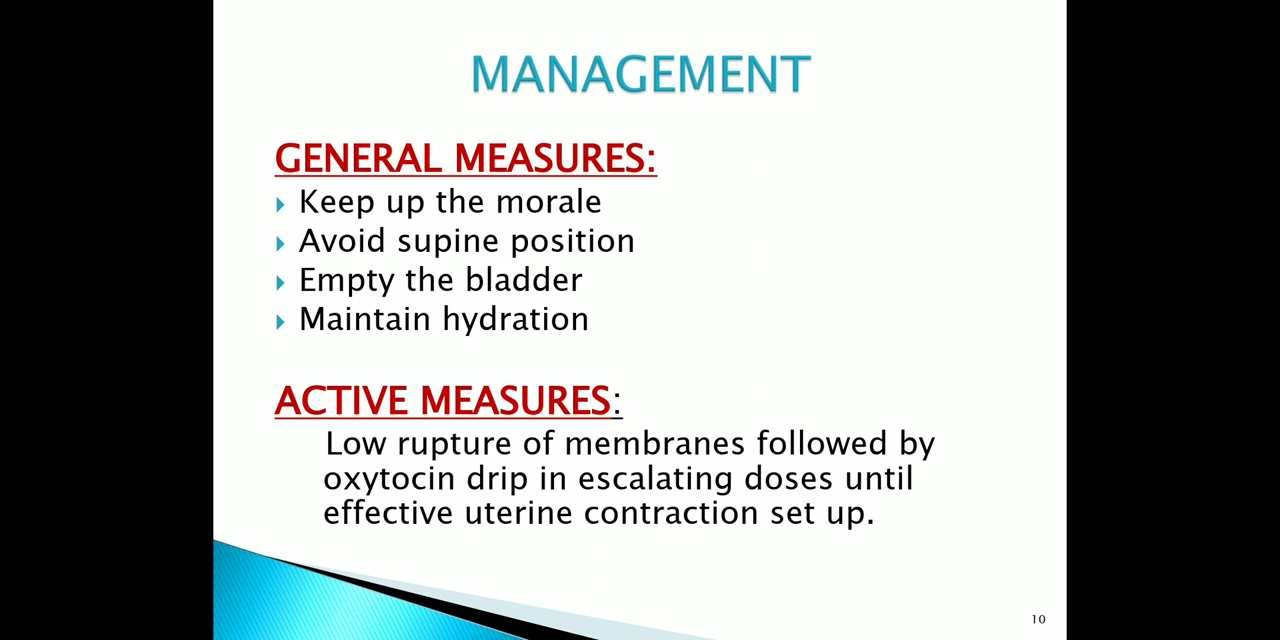 MANAGEMENT
GENERAL MEASURES:
Keep up the morale
Avoid supine position
Empty the bladder
Maintain hydration
ACTIVE MEASURES:
Low rupture of membranes followed by
oxytocin drip in escalating doses until
effective uterine contraction set up.
10